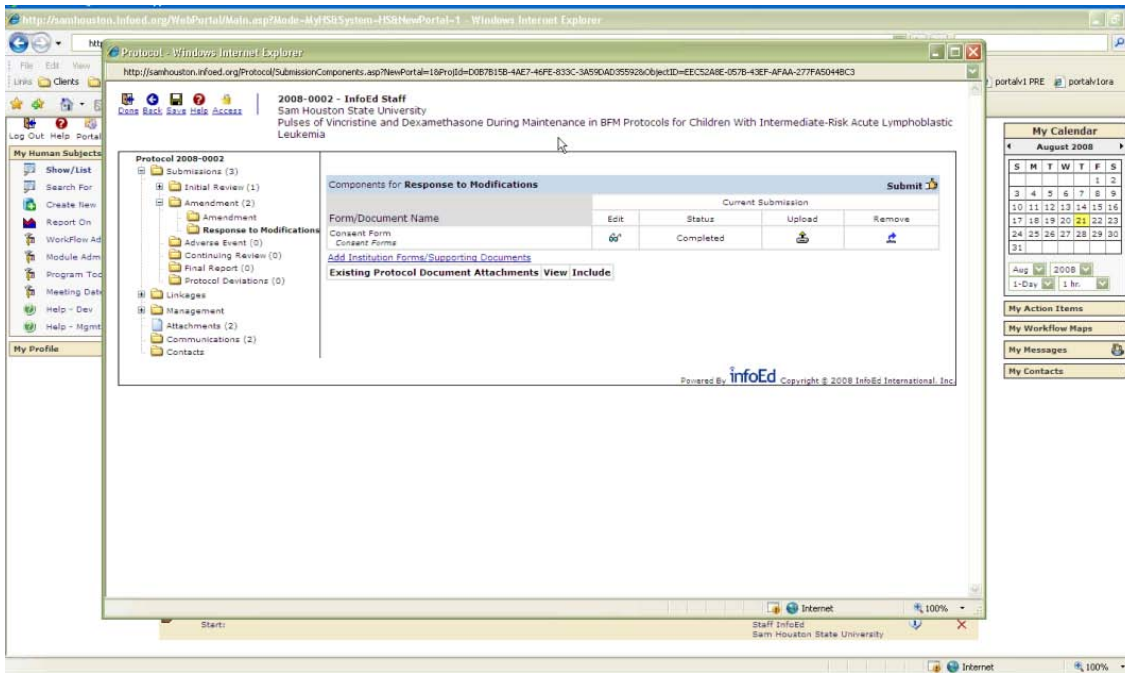 http://samhouston.infoed.org/WebPortal/Main.asp?Mode=MyHS&System=HS&NewPortal=1 - Windows Internet Explorer
Protocol - Windows Internet Explorer
http://samhouston.infoed.org/Protocol/SubmissionComponents.asp?NewPortal=1&ProjId=D0B7B15B-4AE7-46FE-833C-3A59DAD35592&ObjectID=EEC52A8E-057B-43EF-AFAA-277FA5044BC3
File Edit View
Links Clients
portalv1 PRE portalv1ora
Done Back Save Help Access
2008-0002 - InfoEd Staff
Sam Houston State University
Pulses of Vincristine and Dexamethasone During Maintenance in BFM Protocols for Children With Intermediate-Risk Acute Lymphoblastic
Leukemia
Log Out Help Portal
My Human Subjects
Show/List
Search For
Create New
Report On
WorkFlow Ad
Module Adm
Program Too
Meeting Date
Help - Dev
Help - Mgmt
My Profile
Protocol 2008-0002
Submissions (3)
Initial Review (1)
Amendment (2)
Amendment
Response to Modifications
Adverse Event (0)
Continuing Review (0)
Final Report (0)
Protocol Deviations (0)
Linkages
Management
Attachments (2)
Communications (2)
Contacts
Components for Response to Modifications
Submit
Current Submission
Form/Document Name Edit Status Upload Remove
Consent Form
Consent Forms
Completed
Add Institution Forms/Supporting Documents
Existing Protocol Document Attachments View Include
Powered By infoEd Copyright © 2008 InfoEd International. Inc.
My Calendar
August 2008
S M T W T F S
1 2
3 4 5 6 7 8 9
10 11 12 13 14 15 16
17 18 19 20 21 22 23
24 25 26 27 28 29 30
31
Aug 2008
1-Day 1 hr.
My Action Items
My Workflow Maps
My Messages
My Contacts
Internet 100%
Start:
Staff InfoEd
Sam Houston State University
Internet 100%